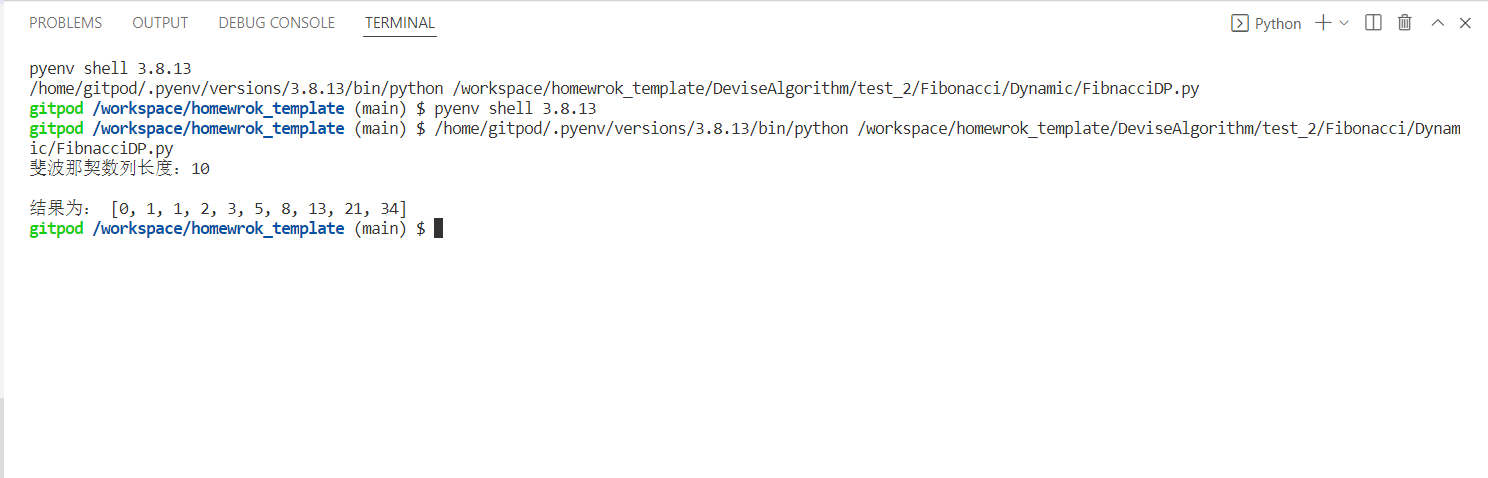 PROBLEMS OUTPUT DEBUG CONSOLE TERMINAL Python
pyenv shell 3.8.13
/home/gitpod/.pyenv/versions/3.8.13/bin/python /workspace/homewrok_template/DeviseAlgorithm/test_2/Fibonacci/Dynamic/FibnacciDP.py
gitpod /workspace/homewrok_template (main) $ pyenv shell 3.8.13
gitpod /workspace/homewrok_template (main) $ /home/gitpod/.pyenv/versions/3.8.13/bin/python /workspace/homewrok_template/DeviseAlgorithm/test_2/Fibonacci/Dynam
ic/FibnacciDP.py
斐波那契数列长度：10
结果为： [0, 1, 1, 2, 3, 5, 8, 13, 21, 34]
gitpod /workspace/homewrok_template (main) $